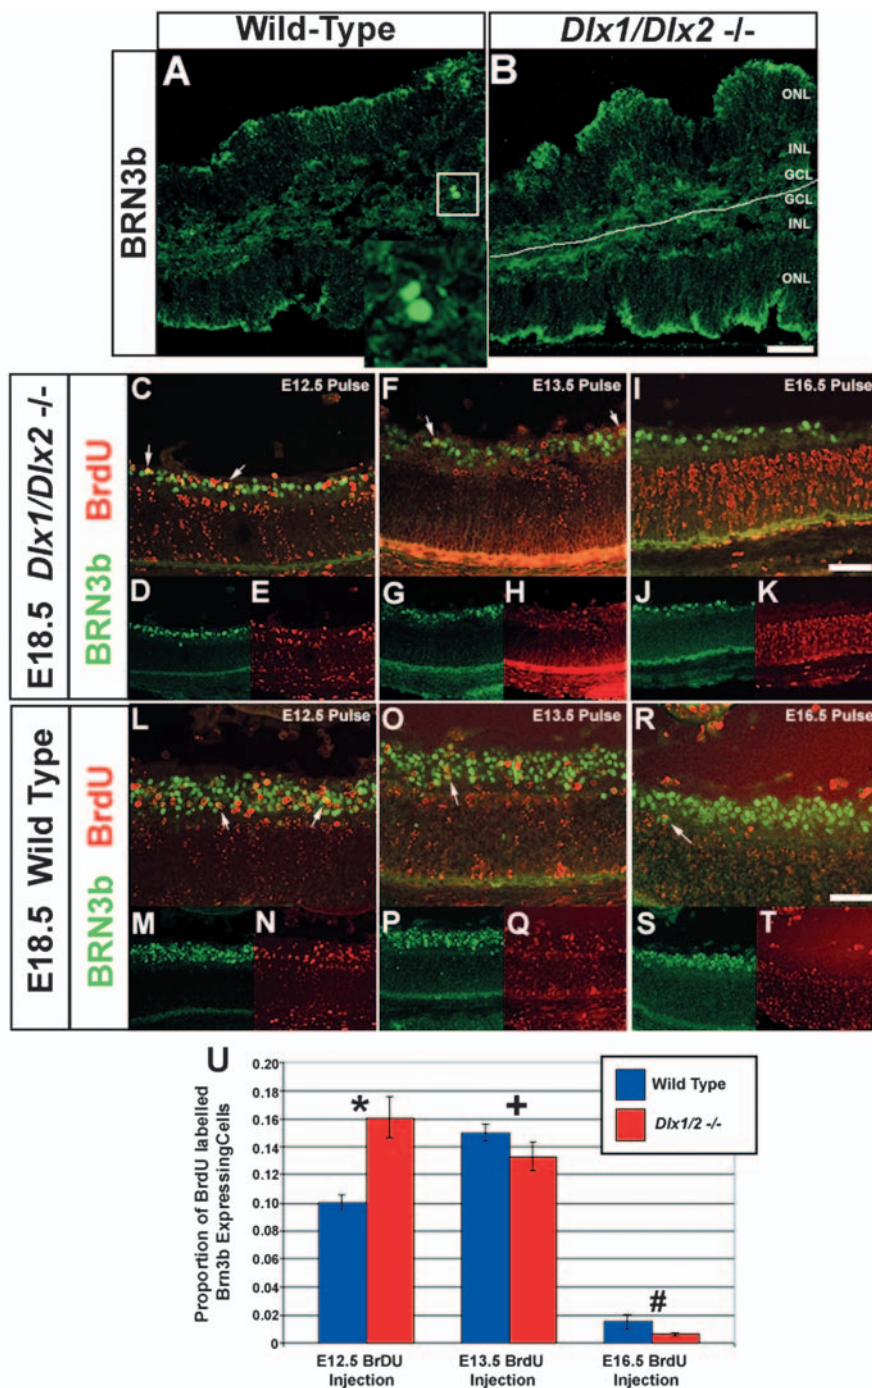 Wild-Type
Dlx1/Dlx2 -/-
BRN3b
A
B
ONL
INL
GCL
GCL
INL
ONL
E18.5 Dlx1/Dlx2 -/-
BRN3b BrdU
C
E12.5 Pulse
F
E13.5 Pulse
I
E16.5 Pulse
D
E
G
H
J
K
E18.5 Wild Type
BRN3b BrdU
L
E12.5 Pulse
O
E13.5 Pulse
R
E16.5 Pulse
M
N
P
Q
S
T
U
Proportion of BrdU labelled
Brn3b ExpressingCells
0.20
0.18
0.16
0.14
0.12
0.10
0.08
0.06
0.04
0.02
0
*
+
#
Wild Type
Dlx1/2 -/-
E12.5 BrDU
Injection
E13.5 BrdU
Injection
E16.5 BrdU
Injection